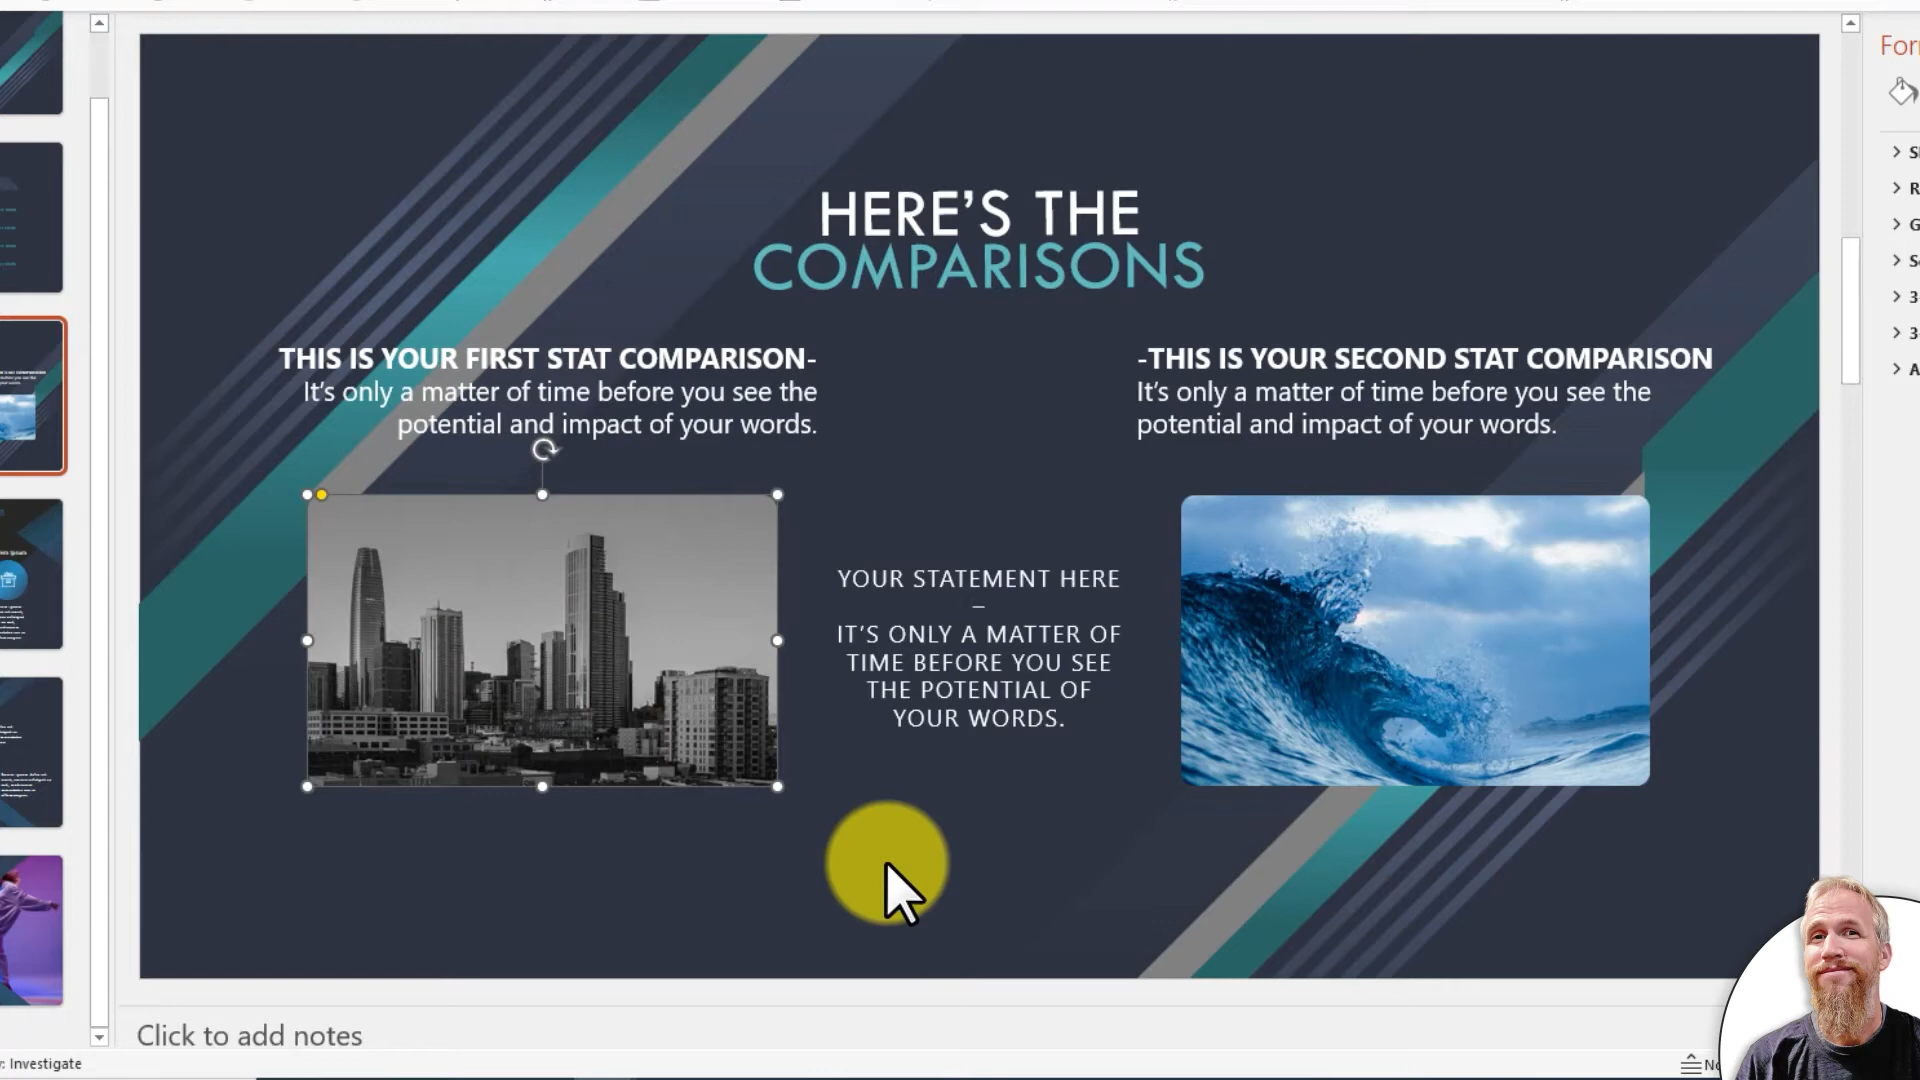 HERE'S THE
COMPARISONS
THIS IS YOUR FIRST STAT COMPARISON-
It's only a matter of time before you see the
potential and impact of your words.
-THIS IS YOUR SECOND STAT COMPARISON
It's only a matter of time before you see the
potential and impact of your words.
YOUR STATEMENT HERE
–
IT'S ONLY A MATTER OF
TIME BEFORE YOU SEE
THE POTENTIAL OF
YOUR WORDS.
Click to add notes
: Investigate